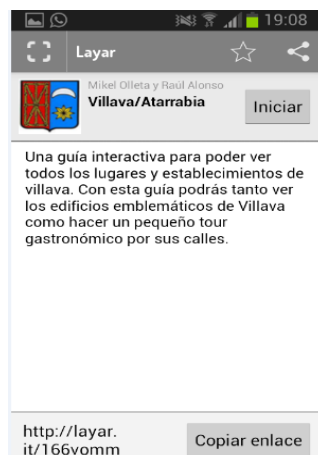 19:08
Layar
Mikel Olleta y Raúl Alonso
Villava/Atarrabia
Iniciar
Una guía interactiva para poder ver
todos los lugares y establecimientos de
villava. Con esta guía podrás tanto ver
los edificios emblemáticos de Villava
como hacer un pequeño tour
gastronómico por sus calles.
http://layar.
it/166vomm
Copiar enlace